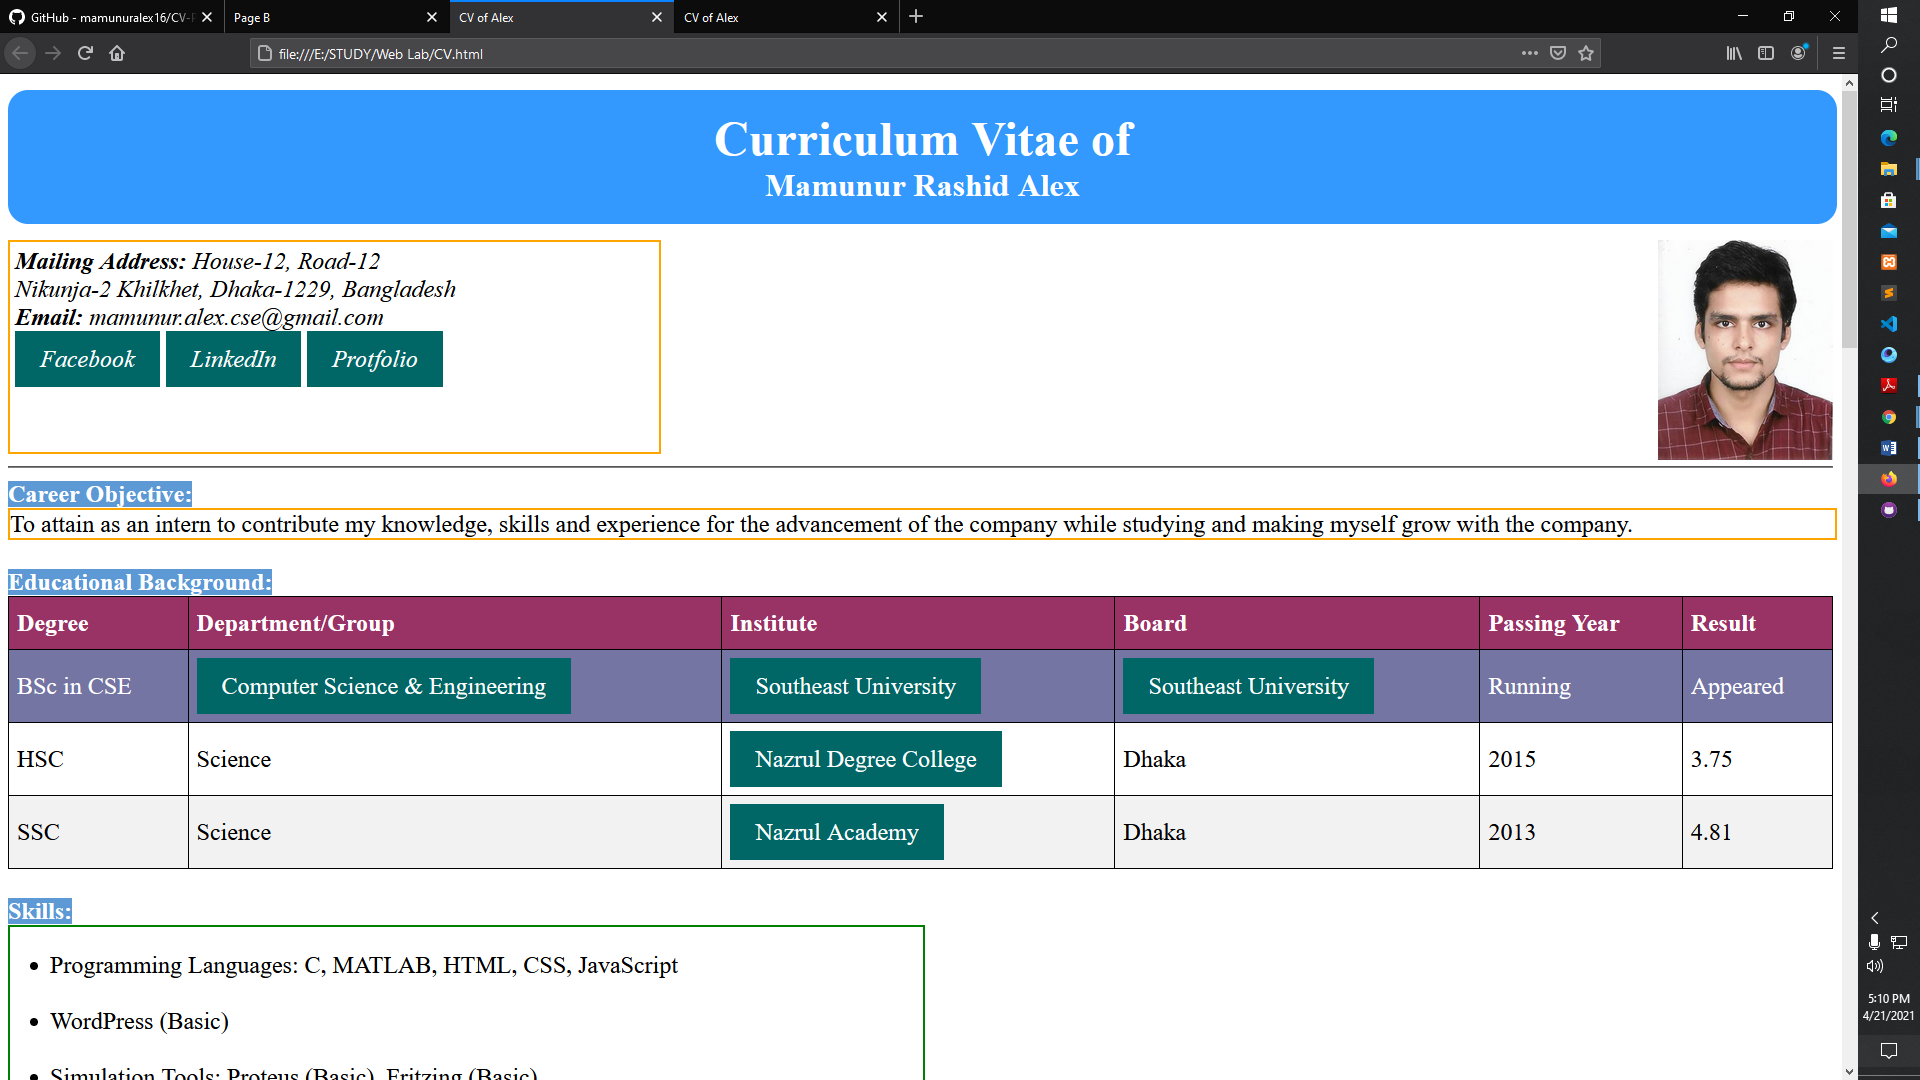 GitHub - mamunuralex16/CV-
Page B
CV of Alex
CV of Alex
file:///E:/STUDY/Web Lab/CV.html
Curriculum Vitae of
Mamunur Rashid Alex
Mailing Address: House-12, Road-12
Nikunja-2 Khilkhet, Dhaka-1229, Bangladesh
Email: mamunur.alex.cse@gmail.com
Facebook LinkedIn Protfolio
Career Objective:
To attain as an intern to contribute my knowledge, skills and experience for the advancement of the company while studying and making myself grow with the company.
Educational Background:
Degree Department/Group Institute Board Passing Year Result
BSc in CSE Computer Science & Engineering Southeast University Southeast University Running Appeared
HSC Science Nazrul Degree College Dhaka 2015 3.75
SSC Science Nazrul Academy Dhaka 2013 4.81
Skills:
• Programming Languages: C, MATLAB, HTML, CSS, JavaScript
• WordPress (Basic)
• Simulation Tools: Proteus (Basic), Fritzing (Basic)
5:10 PM
4/21/2021